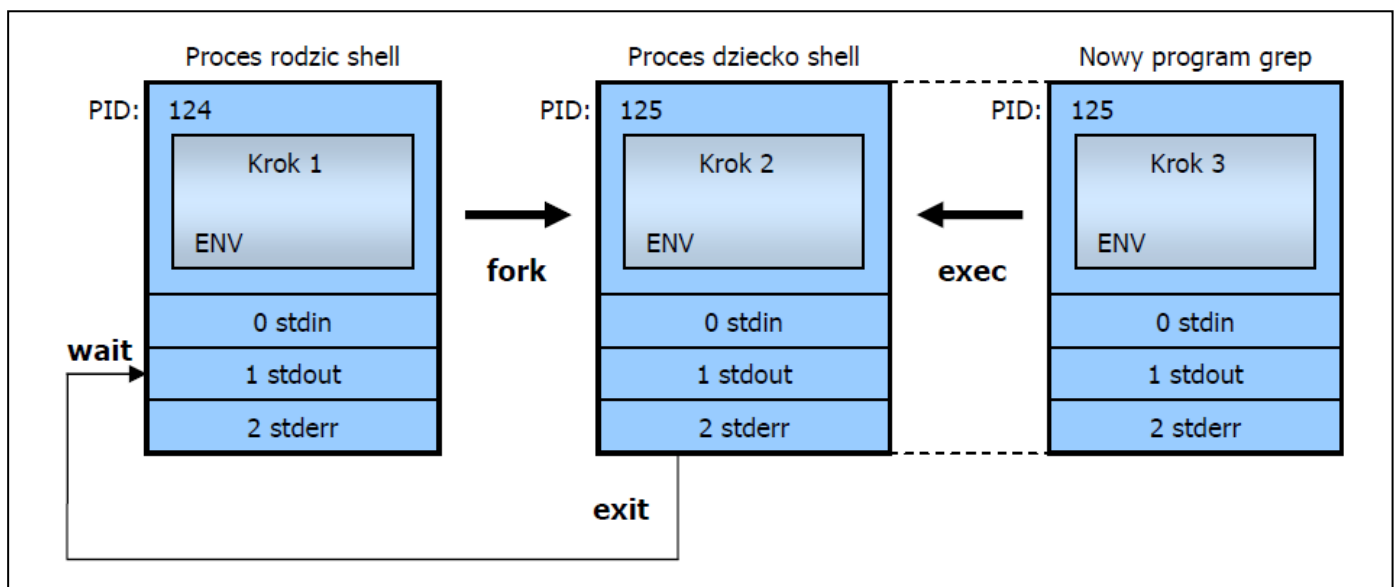 Proces rodzic shell
Proces dziecko shell
Nowy program grep
PID: 124
PID: 125
PID: 125
Krok 1
Krok 2
Krok 3
ENV
ENV
ENV
fork
exec
0 stdin
0 stdin
0 stdin
wait
1 stdout
1 stdout
1 stdout
2 stderr
2 stderr
2 stderr
exit